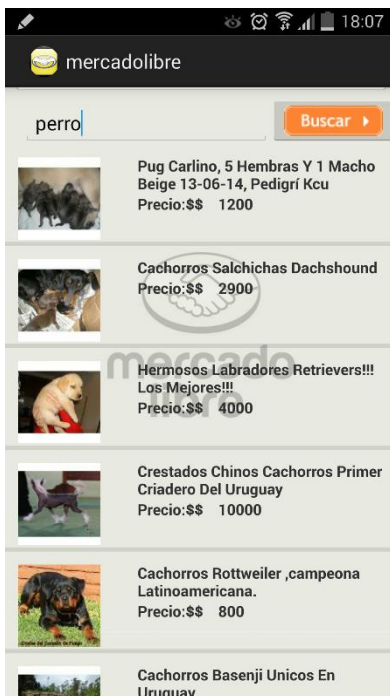 18:07
mercadolibre
perro
Buscar
Pug Carlino, 5 Hembras Y 1 Macho
Beige 13-06-14, Pedigrí Kcu
Precio:$$ 1200
Cachorros Salchichas Dachshound
Precio:$$ 2900
mercado
libre
Hermosos Labradores Retrievers!!!
Los Mejores!!!
Precio:$$ 4000
Crestados Chinos Cachorros Primer
Criadero Del Uruguay
Precio:$$ 10000
Cachorros Rottweiler ,campeona
Latinoamericana.
Precio:$$ 800
Cachorros Basenji Unicos En
Uruguay